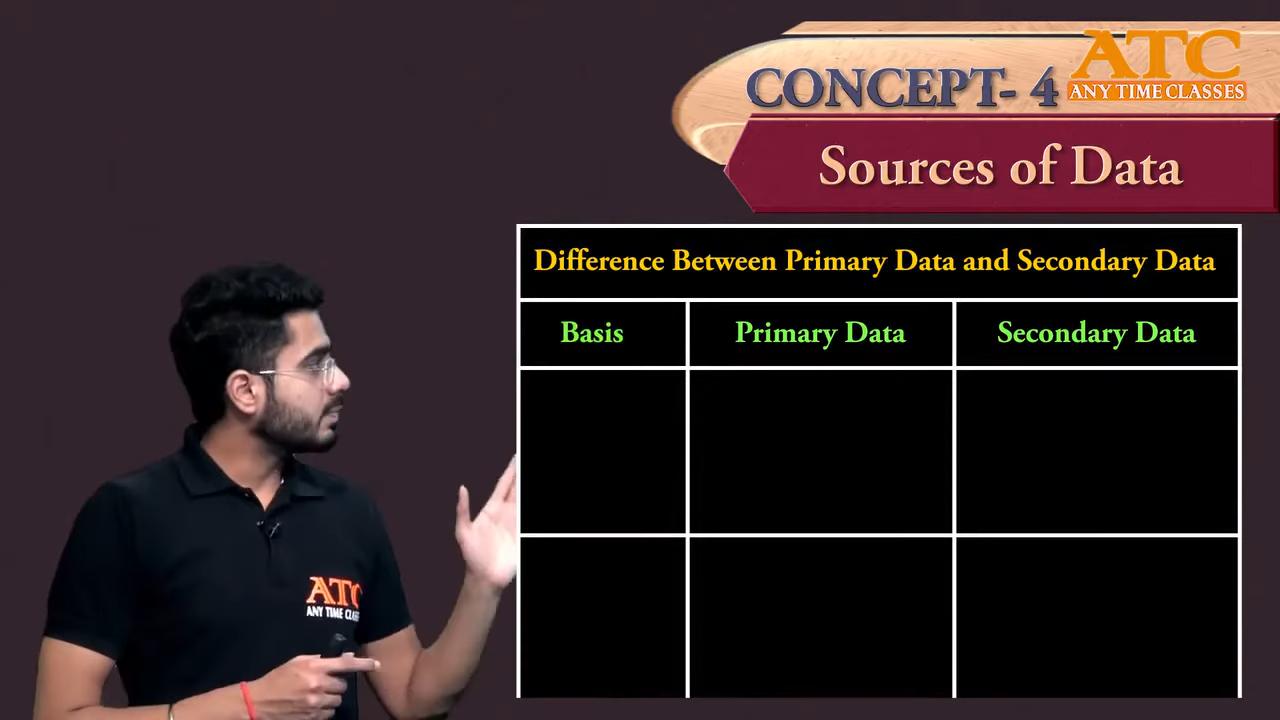 CONCEPT- 4
ATC
ANY TIME CLASSES
Sources of Data
Difference Between Primary Data and Secondary Data
Basis
Primary Data
Secondary Data
ATC
ANY TIME CLAS